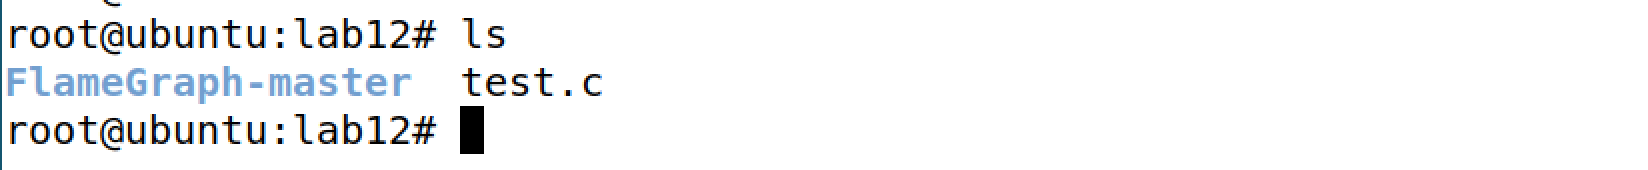 root@ubuntu:lab12# ls
FlameGraph-master  test.c
root@ubuntu:lab12#